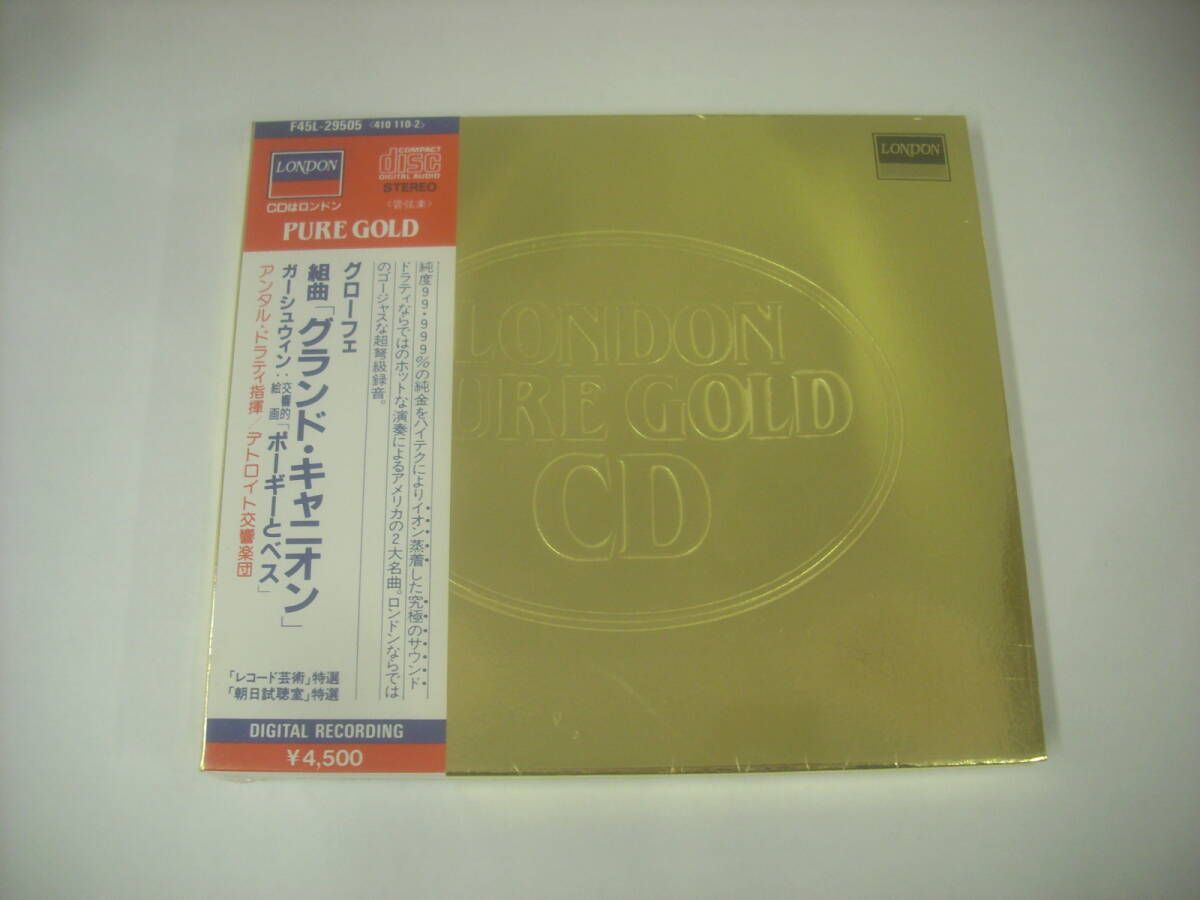 F45L-29505 〈410 110-2〉
LONDON
COMPACT
disc
DIGITAL AUDIO
STEREO
CDはロンドン
〈管弦楽〉
PURE GOLD
純度99.999%の純金をハイテクによりイオン蒸着した究極のサウンド
ドラティならではのホットな演奏によるアメリカの2大名曲。ロンドンならでは
のゴージャスな超弩級録音。
グローフェ
組曲「グランド・キャニオン」
ガーシュウィン:交響的絵画「ポーギーとベス」
アンタル・ドラティ指揮/デトロイト交響楽団
「レコード芸術」特選
「朝日試聴室」特選
DIGITAL RECORDING
¥4,500
LONDON
LONDON
PURE GOLD
CD